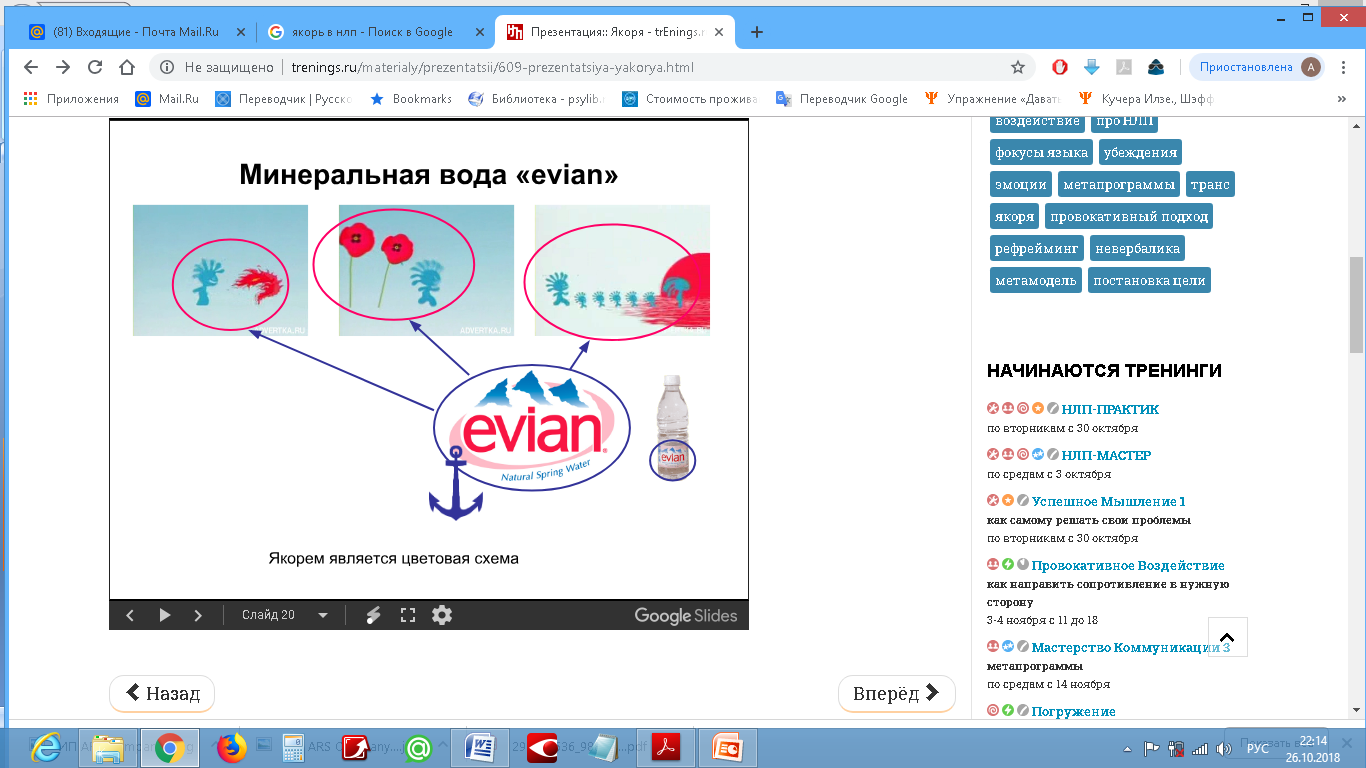 (81) Входящие - Почта Mail.Ru
якорь в нлп - Поиск в Google
Презентация:: Якоря - trEnings.r
Не защищено
trenings.ru/materialy/prezentatsii/609-prezentatsiya-yakorya.html
Приостановлена
А
Приложения
Mail.Ru
Переводчик | Русско
Bookmarks
Библиотека - psylib.
Стоимость прожива
Переводчик Google
Упражнение «Дават
Кучера Илзе., Шэфф
Минеральная вода «evian»
ADVERTKA.RU
ADVERTKA.RU
evian
Natural Spring Water
evian
Якорем является цветовая схема
Слайд 20
Google Slides
Назад
Вперёд
воздействие про НЛП
фокусы языка убеждения
эмоции метапрограммы транс
якоря провокативный подход
рефрейминг невербалика
метамодель постановка цели
НАЧИНАЮТСЯ ТРЕНИНГИ
НЛП-ПРАКТИК
по вторникам с 30 октября
НЛП-МАСТЕР
по средам с 3 октября
Успешное Мышление 1
как самому решать свои проблемы
по вторникам с 30 октября
Провокативное Воздействие
как направить сопротивление в нужную
сторону
3-4 ноября с 11 до 18
Мастерство Коммуникации 3
метапрограммы
по средам с 14 ноября
Погружение
РУС
22:14
26.10.2018